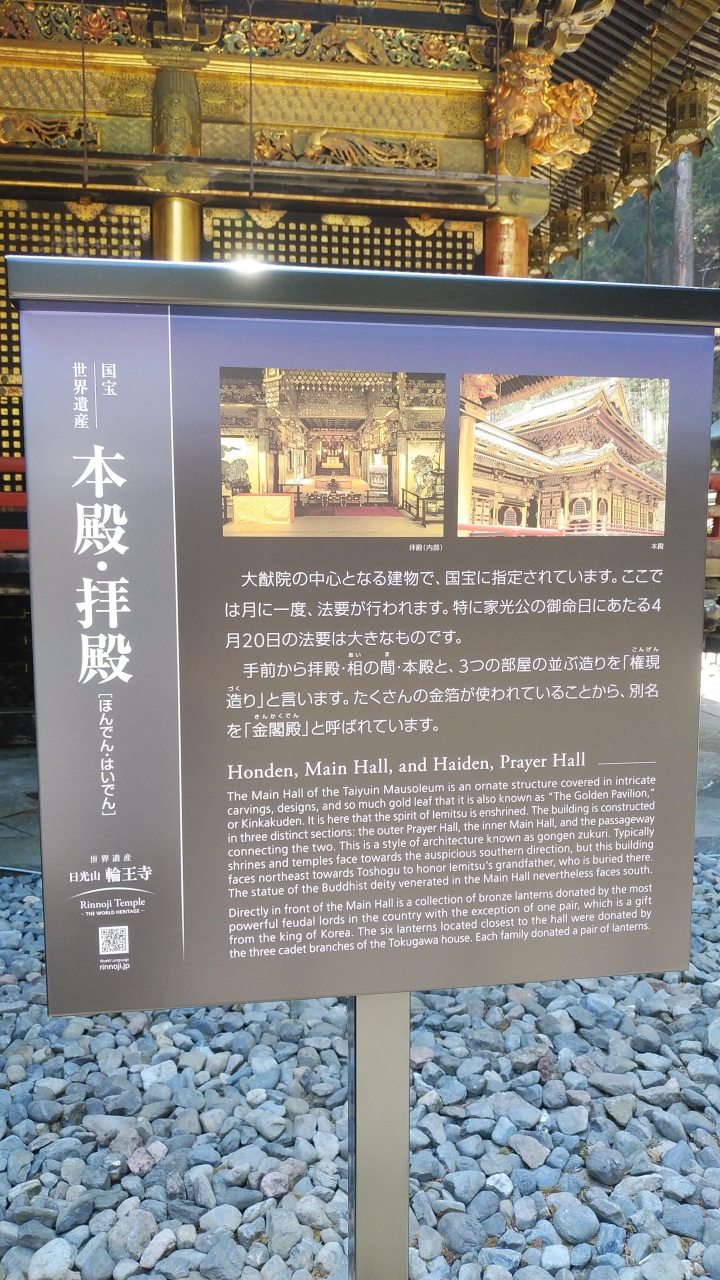 国宝
世界遺産
本殿・拝殿
[ほんでん・はいでん]
世界遺産
日光山 輪王寺
Rinnoji Temple
- THE WORLD HERITAGE -
World Language
rinnoji.jp
拝殿(内部)
本殿
大猷院の中心となる建物で、国宝に指定されています。ここで
は月に一度、法要が行われます。特に家光公の御命日にあたる4
月20日の法要は大きなものです。
あい ま ごんげん
手前から拝殿・相の間・本殿と、3つの部屋の並ぶ造りを「権現
づく
造り」と言います。たくさんの金箔が使われていることから、別名
きんかくでん
を「金閣殿」と呼ばれています。
Honden, Main Hall, and Haiden, Prayer Hall
The Main Hall of the Taiyuin Mausoleum is an ornate structure covered in intricate
carvings, designs, and so much gold leaf that it is also known as "The Golden Pavilion,"
or Kinkakuden. It is here that the spirit of Iemitsu is enshrined. The building is constructed
in three distinct sections: the outer Prayer Hall, the inner Main Hall, and the passageway
connecting the two. This is a style of architecture known as gongen zukuri. Typically
shrines and temples face towards the auspicious southern direction, but this building
faces northeast towards Toshogu to honor Iemitsu's grandfather, who is buried there.
The statue of the Buddhist deity venerated in the Main Hall nevertheless faces south.
Directly in front of the Main Hall is a collection of bronze lanterns donated by the most
powerful feudal lords in the country with the exception of one pair, which is a gift
from the king of Korea. The six lanterns located closest to the hall were donated by
the three cadet branches of the Tokugawa house. Each family donated a pair of lanterns.